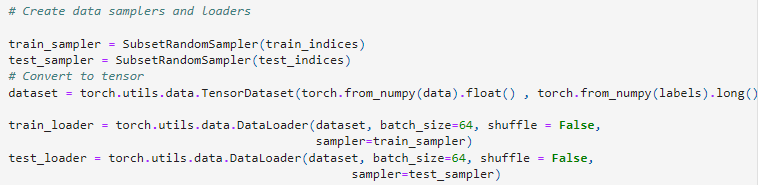 # Create data samplers and loaders
train_sampler = SubsetRandomSampler(train_indices)
test_sampler = SubsetRandomSampler(test_indices)
# Convert to tensor
dataset = torch.utils.data.TensorDataset(torch.from_numpy(data).float() , torch.from_numpy(labels).long()
train_loader = torch.utils.data.DataLoader(dataset, batch_size=64, shuffle = False,
sampler=train_sampler)
test_loader = torch.utils.data.DataLoader(dataset, batch_size=64, shuffle = False,
sampler=test_sampler)